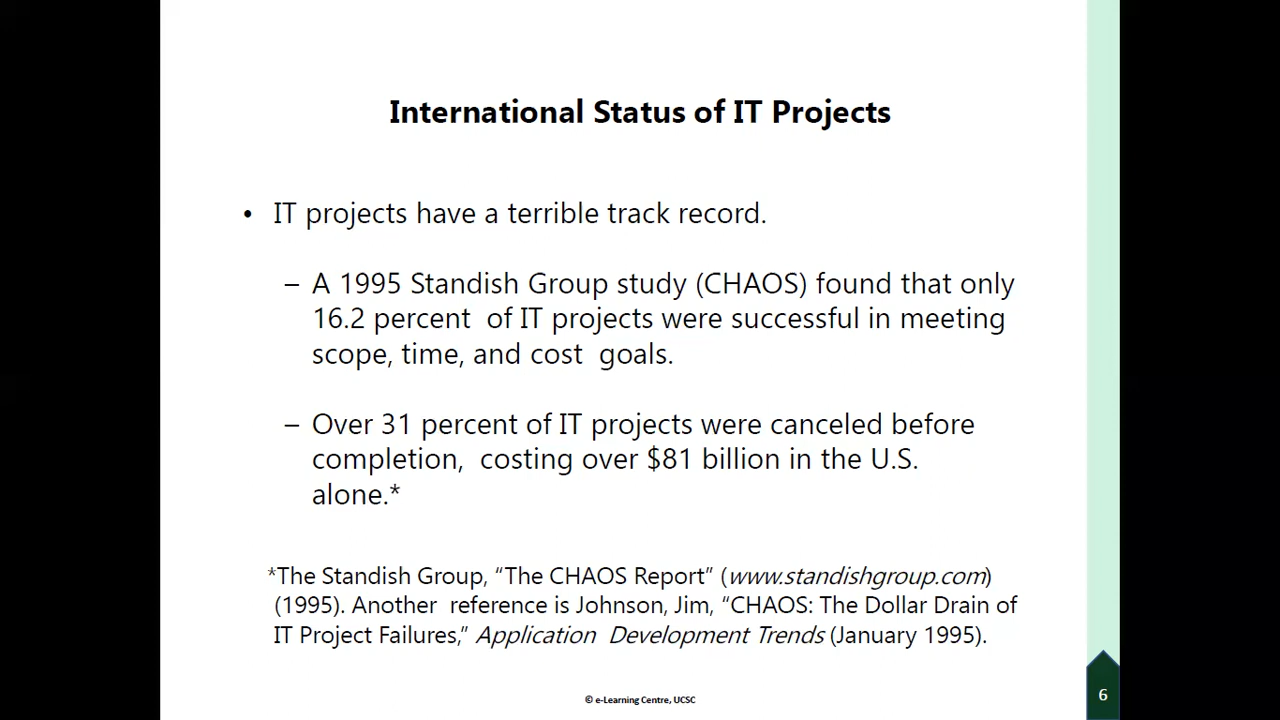 International Status of IT Projects
• IT projects have a terrible track record.
– A 1995 Standish Group study (CHAOS) found that only
16.2 percent of IT projects were successful in meeting
scope, time, and cost goals.
– Over 31 percent of IT projects were canceled before
completion, costing over $81 billion in the U.S.
alone.*
*The Standish Group, “The CHAOS Report” (www.standishgroup.com)
(1995). Another reference is Johnson, Jim, “CHAOS: The Dollar Drain of
IT Project Failures,” Application Development Trends (January 1995).
© e-Learning Centre, UCSC
6